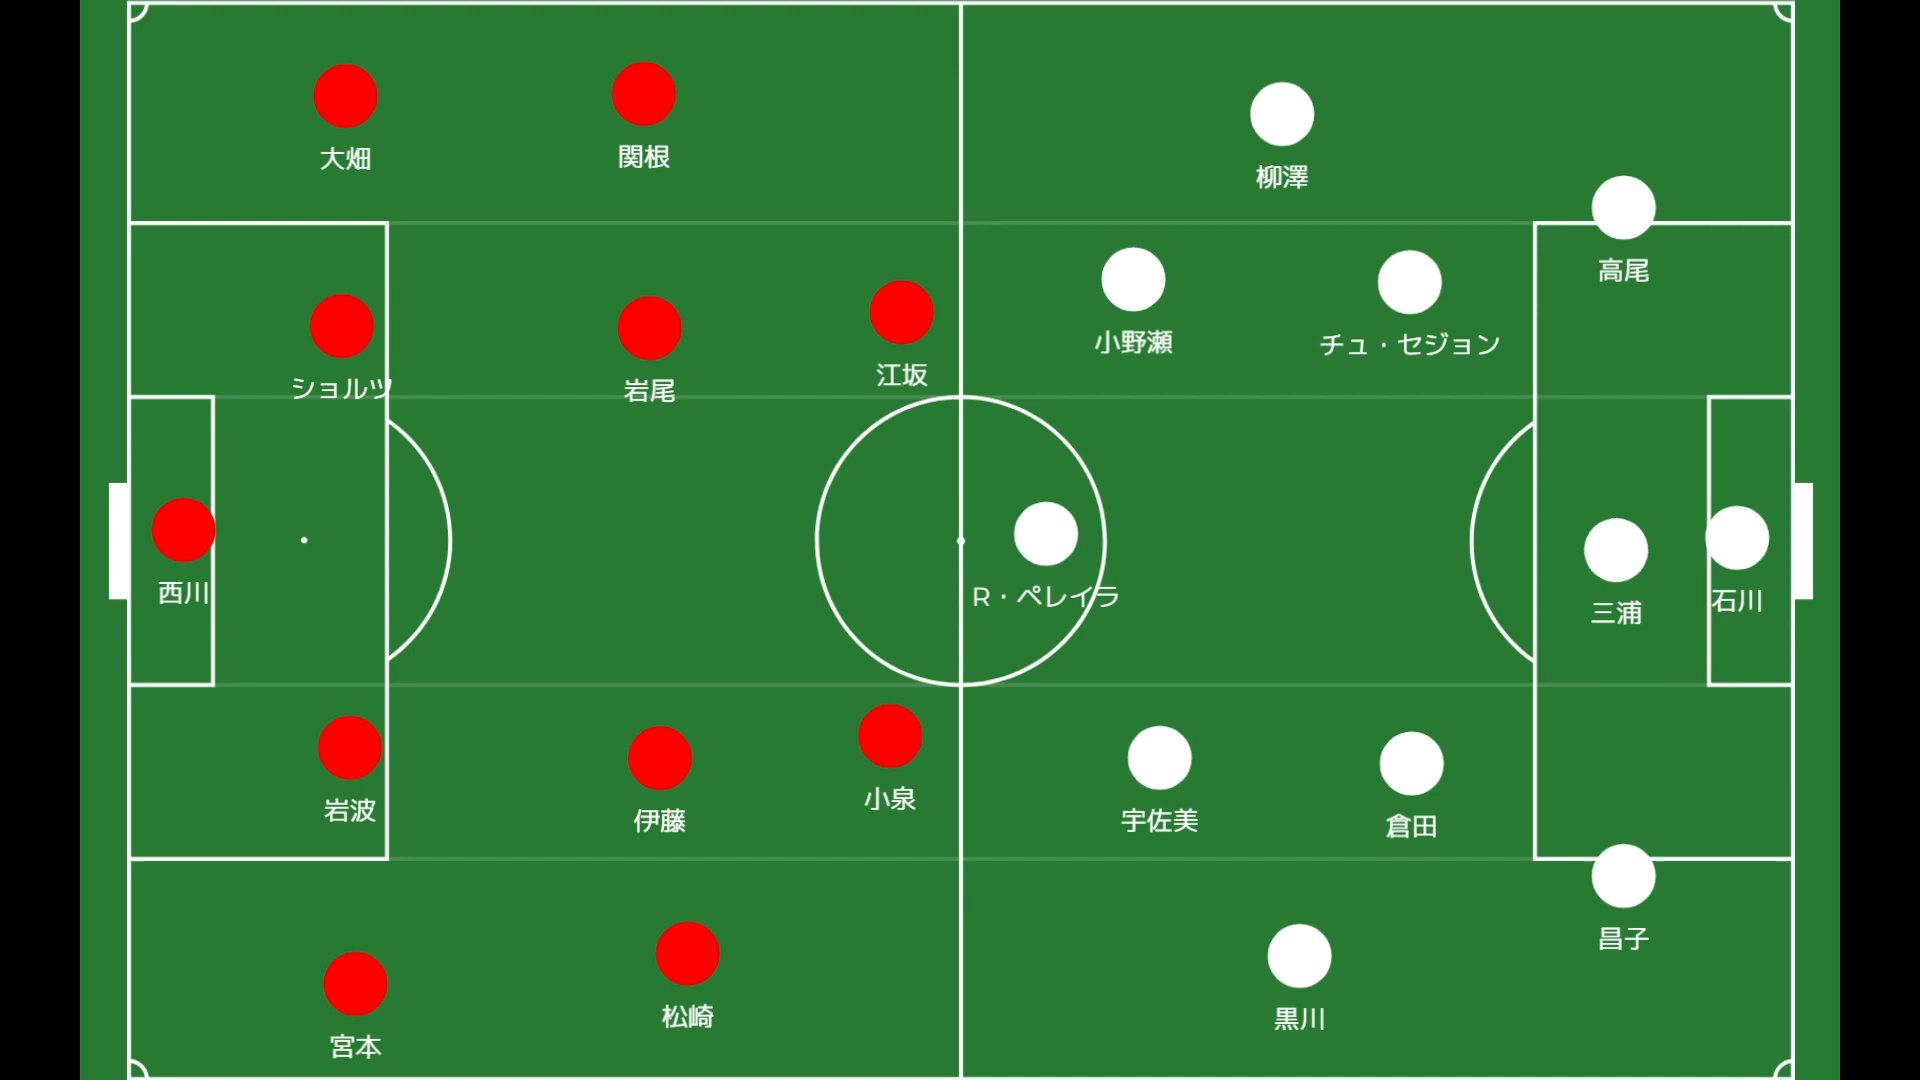 大畑
関根
柳澤
高尾
ショルツ
岩尾
江坂
小野瀬
チュ・セジョン
西川
R・ペレイラ
三浦
石川
岩波
伊藤
小泉
宇佐美
倉田
昌子
宮本
松崎
黒川